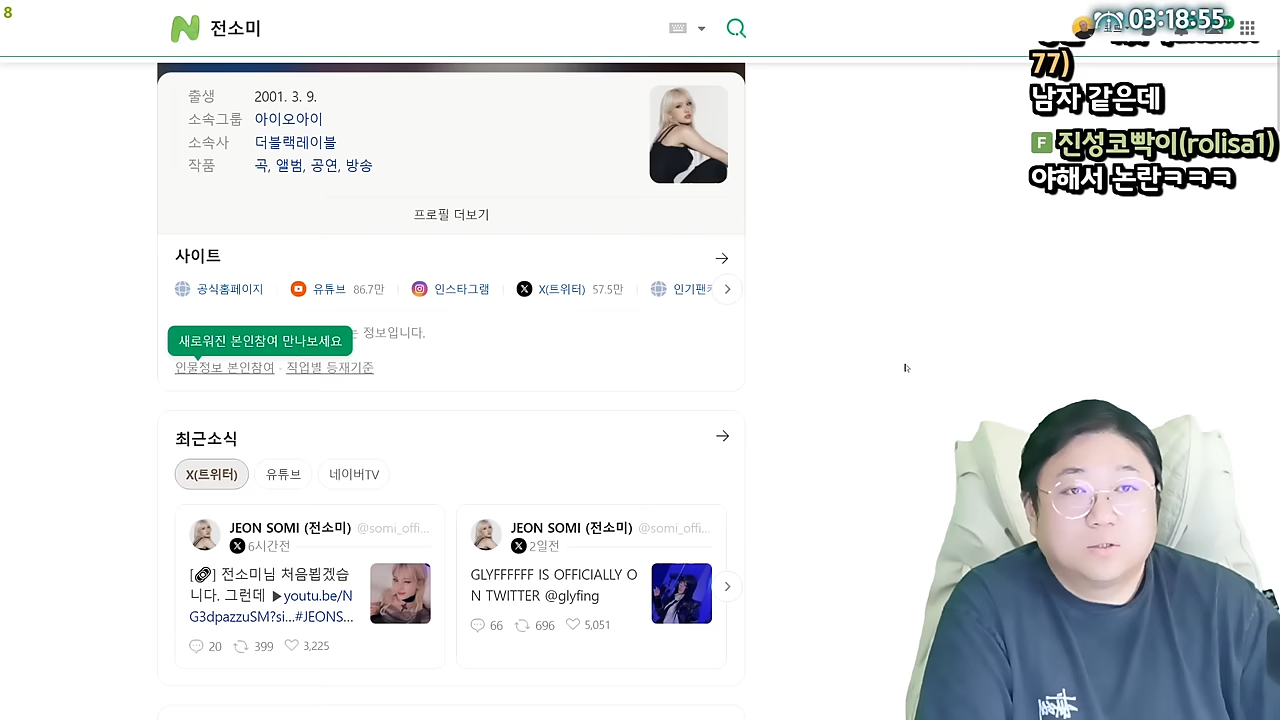 8
전소미
03:18:55
77)
남자 같은데
F 진성코빡이(rolisa1)
야해서 논란ㅋㅋㅋ
출생 2001. 3. 9.
소속그룹 아이오아이
소속사 더블랙레이블
작품 곡, 앨범, 공연, 방송
프로필 더보기
사이트
공식홈페이지 유튜브 86.7만 인스타그램 X(트위터) 57.5만 인기팬
정보입니다.
새로워진 본인참여 만나보세요
인물정보 본인참여 · 직업별 등재기준
최근소식
X(트위터) 유튜브 네이버TV
JEON SOMI (전소미) @somi_offi...
6시간전
[🔗] 전소미님 처음뵙겠습
니다. 그런데 ▶youtu.be/N
G3dpazzuSM?si...#JEONS...
20 399 3,225
JEON SOMI (전소미) @somi_offi...
2일전
GLYFFFFFF IS OFFICIALLY O
N TWITTER @glyfing
66 696 5,051